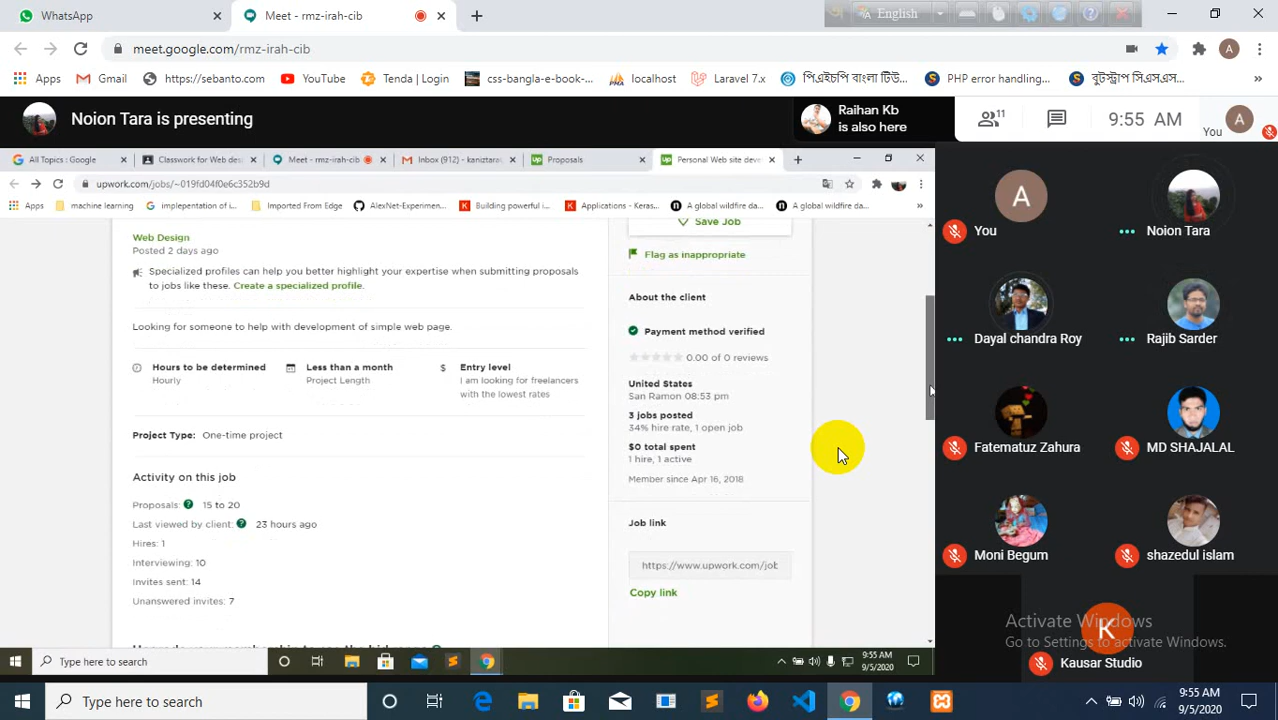 WhatsApp
Meet - rmz-irah-cib
English
meet.google.com/rmz-irah-cib
A
Apps
Gmail
https://sebanto.com
YouTube
Tenda | Login
css-bangla-e-book-...
localhost
Laravel 7.x
পিএইচপি বাংলা টিউ...
PHP error handling...
বুটস্ট্রাপ সিএসএস...
Noion Tara is presenting
Raihan Kb
is also here
11
9:55 AM
You
A
All Topics : Google
Classwork for Web des
Meet - rmz-irah-cib
Inbox (912) - kaniztara
Proposals
Personal Web site deve
upwork.com/jobs/~019fd04f0e6c352b9d
Apps
machine learning
implepentation of i...
Imported From Edge
AlexNet-Experimen...
Building powerful i...
Applications - Keras...
A global wildfire da...
A global wildfire da...
Web Design
Posted 2 days ago
Specialized profiles can help you better highlight your expertise when submitting proposals
to jobs like these. Create a specialized profile.
Looking for someone to help with development of simple web page.
Hours to be determined
Hourly
Less than a month
Project Length
$
Entry level
I am looking for freelancers
with the lowest rates
Project Type: One-time project
Activity on this job
Proposals: ? 15 to 20
Last viewed by client: ? 23 hours ago
Hires: 1
Interviewing: 10
Invites sent: 14
Unanswered invites: 7
Save Job
Flag as inappropriate
About the client
Payment method verified
0.00 of 0 reviews
United States
San Ramon 08:53 pm
3 jobs posted
34% hire rate, 1 open job
$0 total spent
1 hire, 1 active
Member since Apr 16, 2018
Job link
https://www.upwork.com/jot
Copy link
Type here to search
9:55 AM
9/5/2020
A
You
Noion Tara
Dayal chandra Roy
Rajib Sarder
Fatematuz Zahura
MD SHAJALAL
Moni Begum
shazedul islam
K
Kausar Studio
Activate Windows
Go to Settings to activate Windows.
Type here to search
9:55 AM
9/5/2020